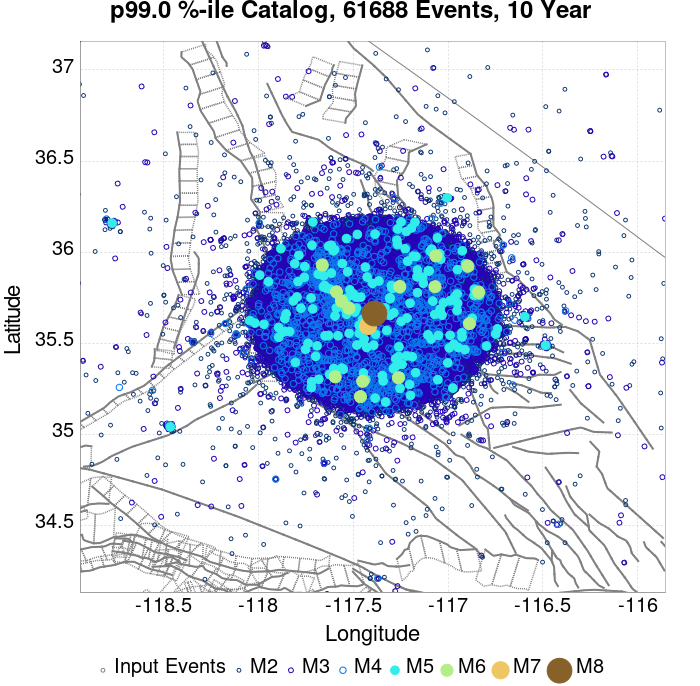 p99.0 %-ile Catalog, 61688 Events, 10 Year
37
36.5
36
35.5
35
34.5
Latitude
-118.5 -118 -117.5 -117 -116.5 -116
Longitude
Input Events M2 M3 M4 M5 M6 M7 M8